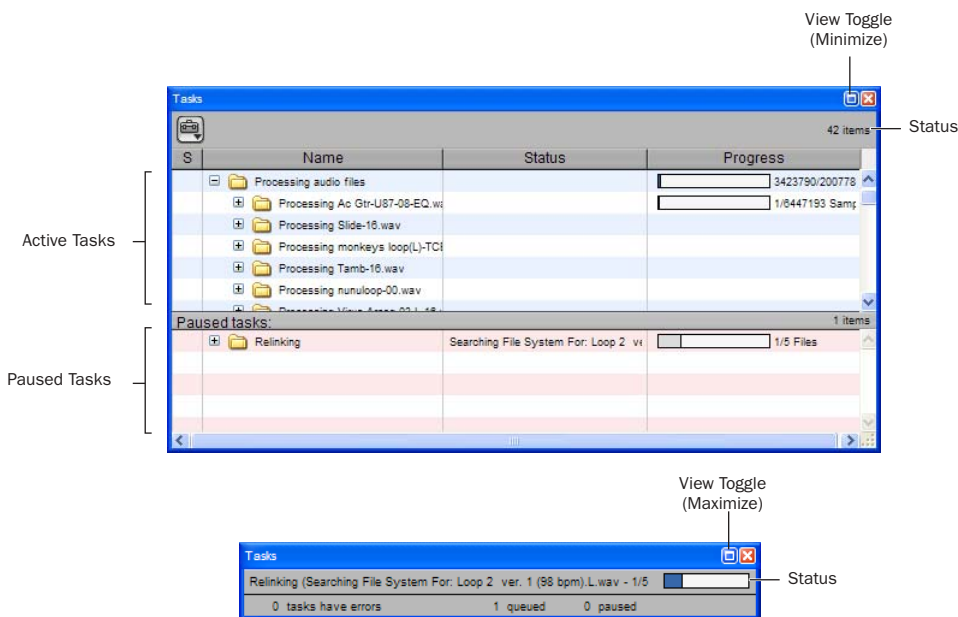 View Toggle
(Minimize)
Tasks
42 items
Status
S Name Status Progress
Active Tasks
Processing audio files 3423790/200778
Processing Ac Gtr-U87-08-EQ.wa 1/6447193 Samp
Processing Slide-16.wav
Processing monkeys loop(L)-TCE
Processing Tamb-16.wav
Processing nunuloop-00.wav
Paused tasks: 1 items
Paused Tasks
Relinking Searching File System For: Loop 2 ve 1/5 Files
View Toggle
(Maximize)
Tasks
Relinking (Searching File System For: Loop 2 ver. 1 (98 bpm).L.wav - 1/5
Status
0 tasks have errors 1 queued 0 paused